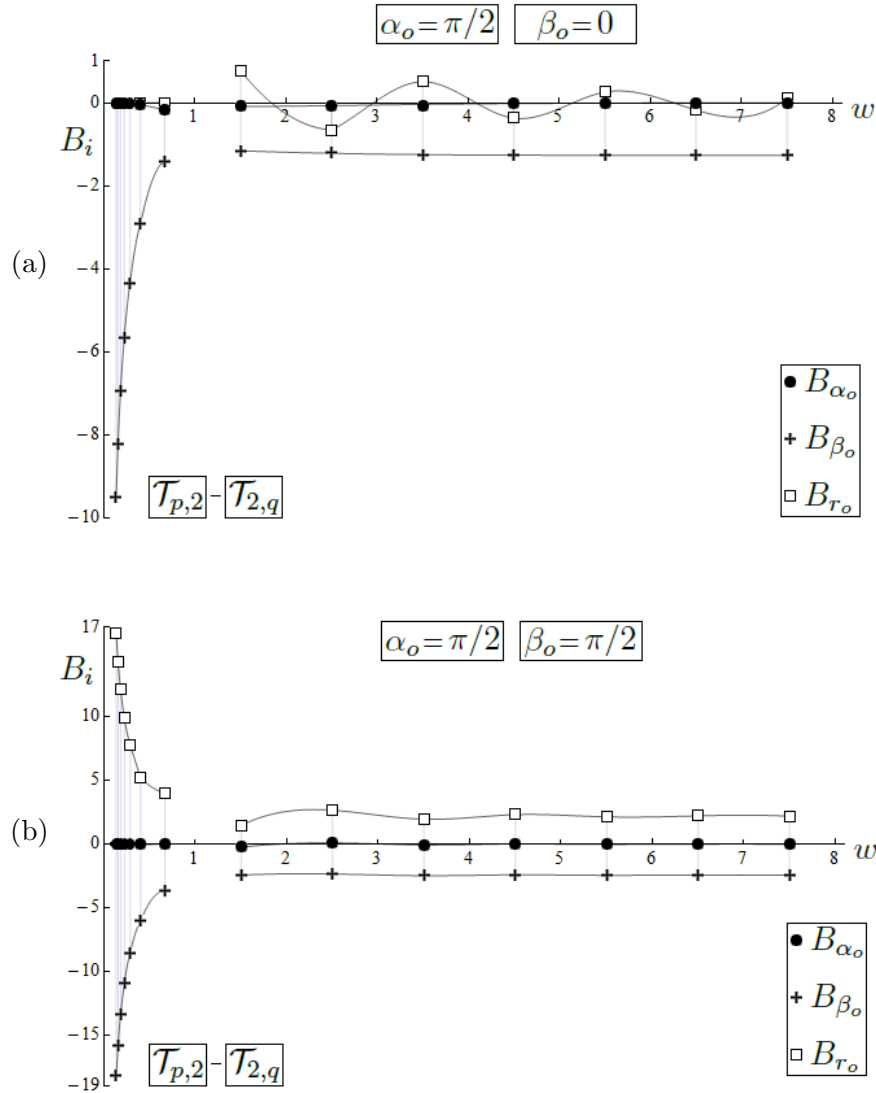 α_o=π/2 β_o=0
1
0
1 2 3 4 5 6 7 8 w
B_i
−2
−4
(a)
−6
B_{α_o}
−8
B_{β_o}
T_{p,2} − T_{2,q}
B_{r_o}
−10
17
α_o=π/2 β_o=π/2
B_i
10
5
(b)
0
1 2 3 4 5 6 7 8 w
−5
B_{α_o}
−10
B_{β_o}
−15
T_{p,2} − T_{2,q}
B_{r_o}
−19